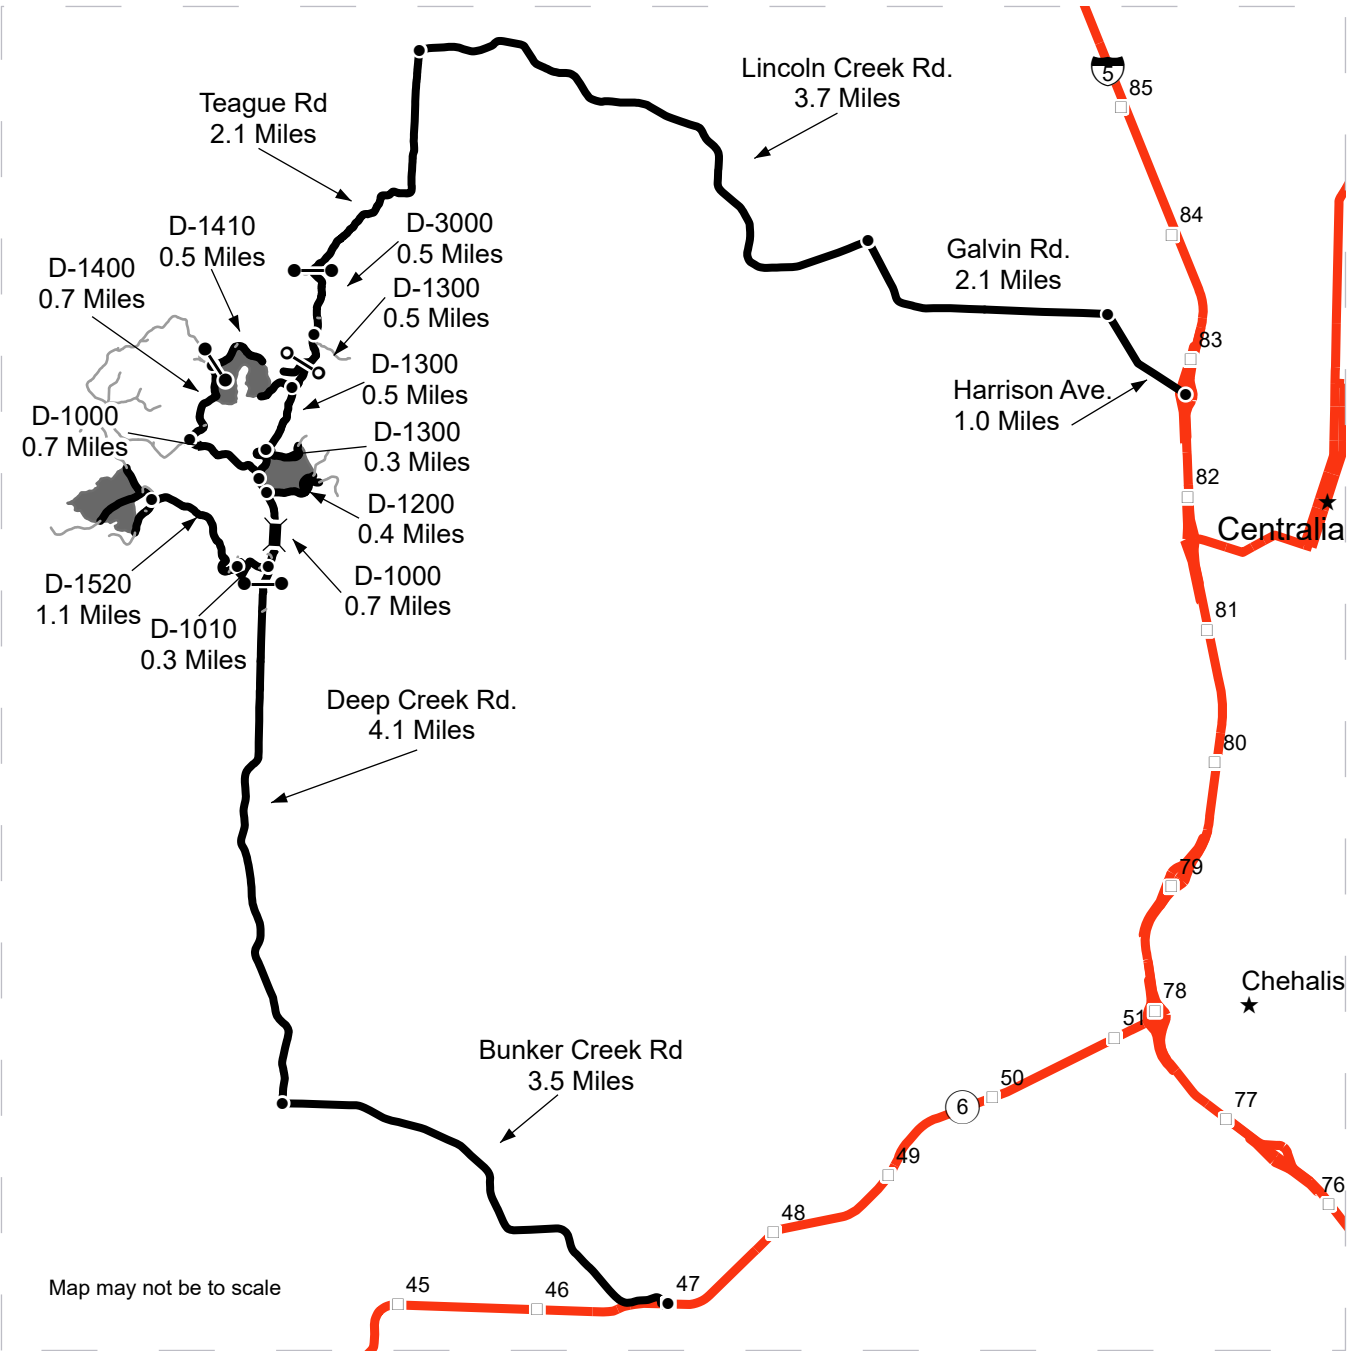 Lincoln Creek Rd.
3.7 Miles
5
85
Teague Rd
2.1 Miles
84
D-1410
0.5 Miles
D-3000
0.5 Miles
Galvin Rd.
2.1 Miles
D-1400
0.7 Miles
D-1300
0.5 Miles
83
D-1300
0.5 Miles
Harrison Ave.
1.0 Miles
D-1000
0.7 Miles
D-1300
0.3 Miles
82
D-1200
0.4 Miles
Centralia
D-1520
1.1 Miles
D-1000
0.7 Miles
D-1010
0.3 Miles
81
Deep Creek Rd.
4.1 Miles
80
79
Chehalis
78
51
Bunker Creek Rd
3.5 Miles
50
6
77
49
76
48
Map may not be to scale
45
46
47